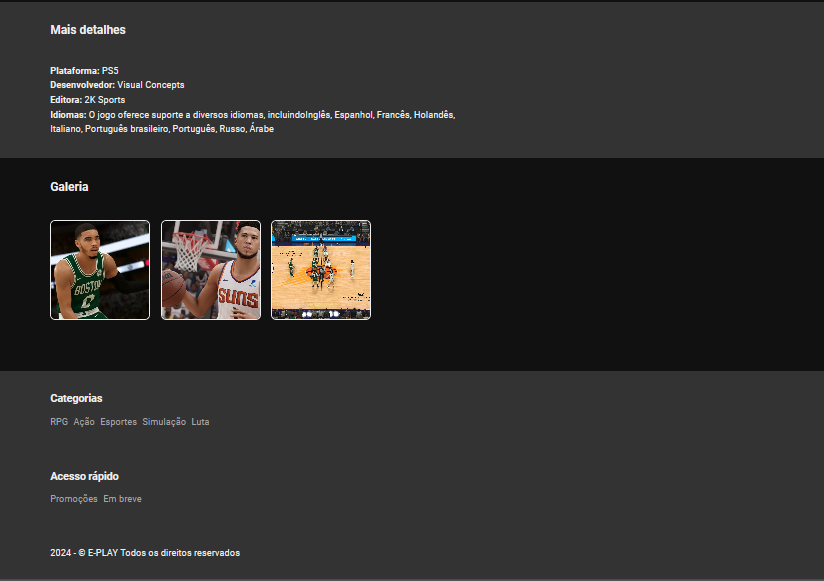 Mais detalhes
Plataforma: PS5
Desenvolvedor: Visual Concepts
Editora: 2K Sports
Idiomas: O jogo oferece suporte a diversos idiomas, incluindoInglês, Espanhol, Francês, Holandês,
Italiano, Português brasileiro, Português, Russo, Árabe
Galeria
BOSTON
SUNS
Categorias
RPG Ação Esportes Simulação Luta
Acesso rápido
Promoções Em breve
2024 - © E-PLAY Todos os direitos reservados